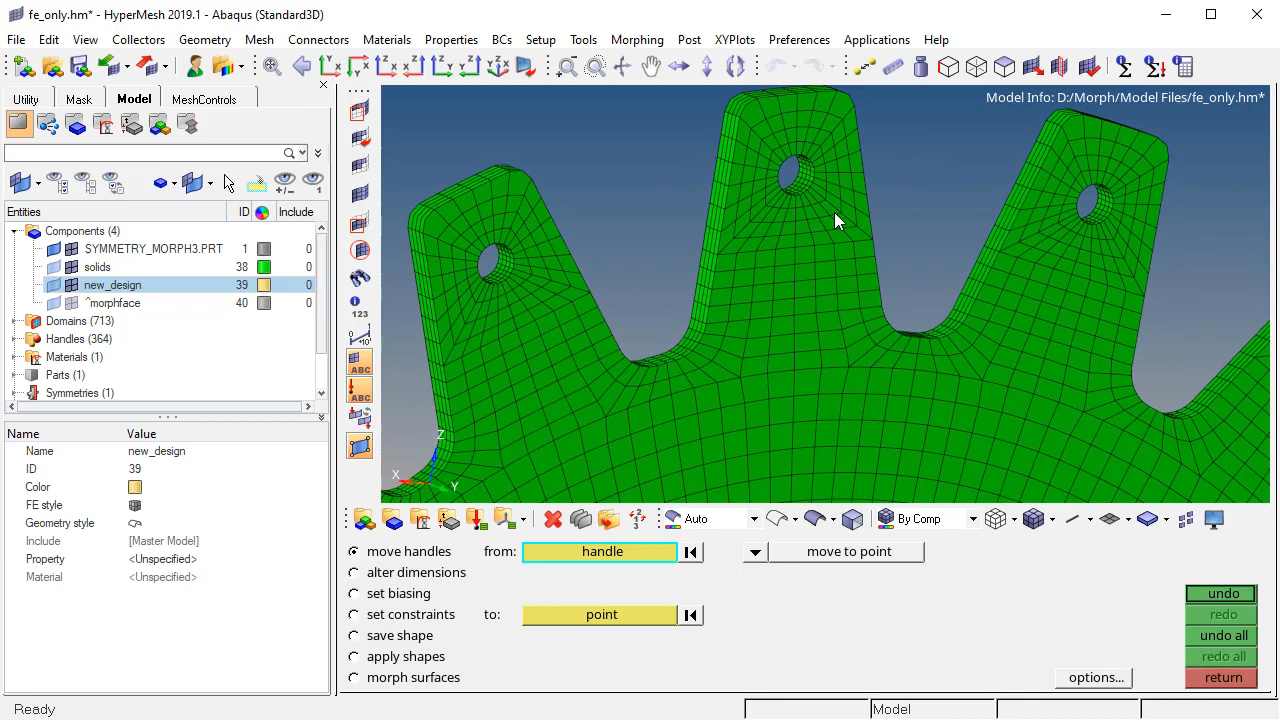 fe_only.hm* - HyperMesh 2019.1 - Abaqus (Standard3D)
File Edit View Collectors Geometry Mesh Connectors Materials Properties BCs Setup Tools Morphing Post XYPlots Preferences Applications Help
Utility Mask Model MeshControls
Model Info: D:/Morph/Model Files/fe_only.hm*
Entities ID Include
Components (4)
SYMMETRY_MORPH3.PRT 1 0
solids 38 0
new_design 39 0
^morphface 40 0
Domains (713)
Handles (364)
Materials (1)
Parts (1)
Symmetries (1)
Name Value
Name new_design
ID 39
Color
FE style
Geometry style
Include [Master Model]
Property <Unspecified>
Material <Unspecified>
123
ABC
ABC
Z
X
Y
Auto By Comp
move handles from: handle move to point
alter dimensions
set biasing undo
set constraints to: point redo
save shape undo all
apply shapes redo all
morph surfaces options... return
Ready Model